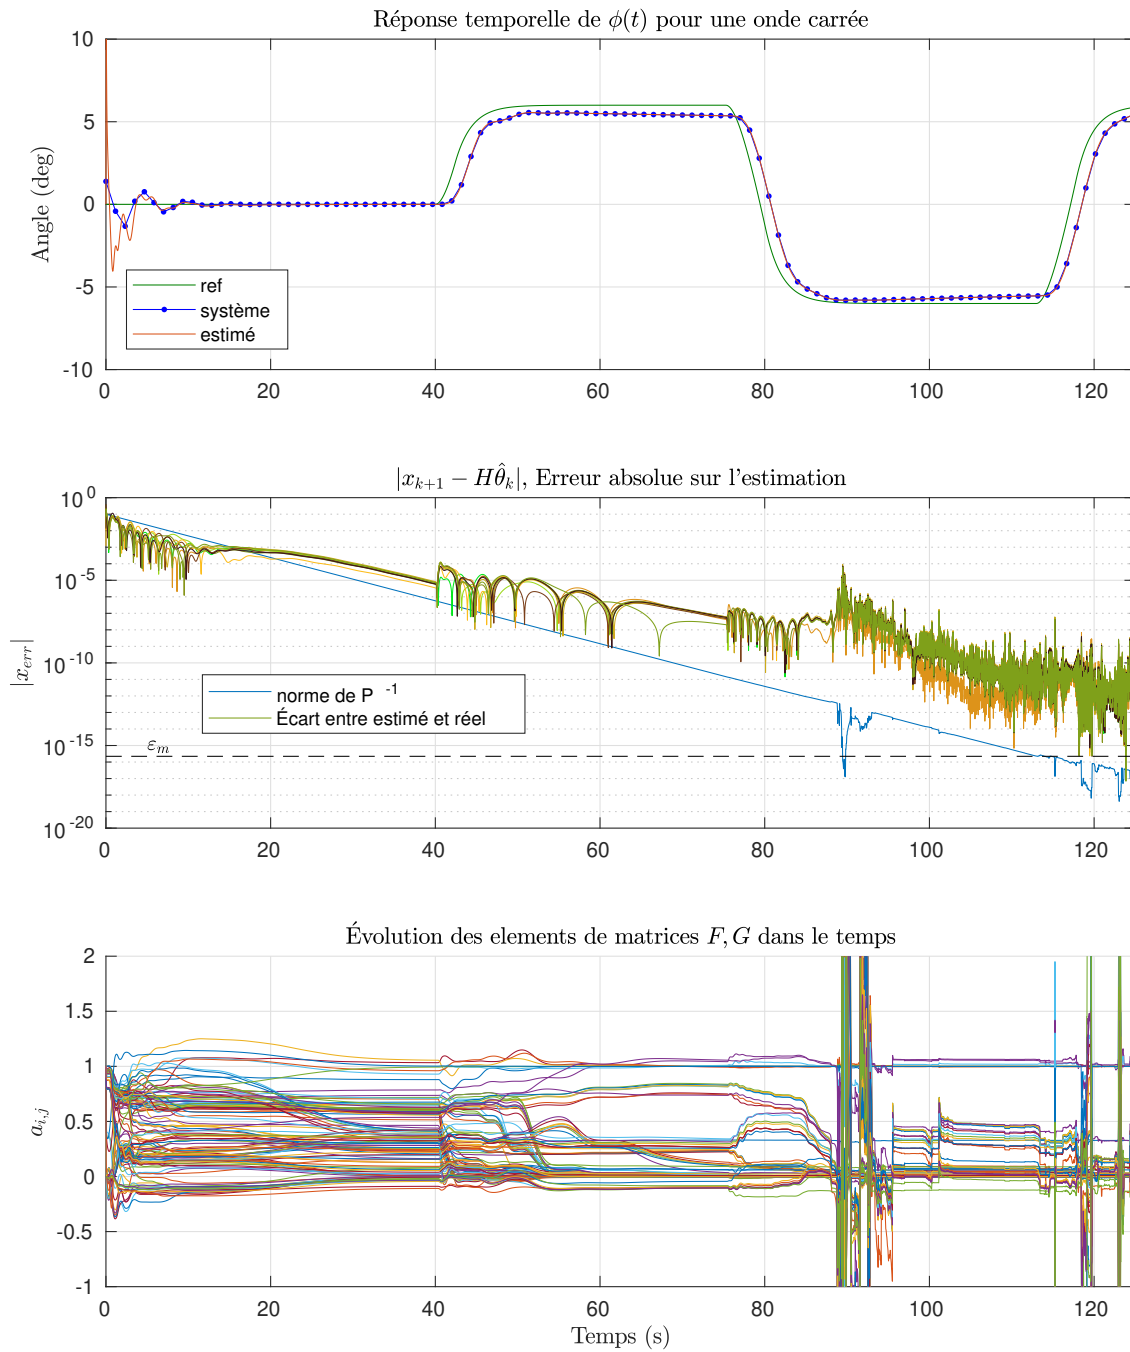 Réponse temporelle de ϕ(t) pour une onde carrée
10
5
0
-5
-10
Angle (deg)
ref
système
estimé
0 20 40 60 80 100 120
|x_{k+1} − Hθ̂_k|, Erreur absolue sur l'estimation
10^0
10^-5
10^-10
10^-15
10^-20
|x_{err}|
norme de P^-1
Écart entre estimé et réel
ε_m
0 20 40 60 80 100 120
Évolution des elements de matrices F, G dans le temps
2
1.5
1
0.5
0
-0.5
-1
a_{i,j}
0 20 40 60 80 100 120
Temps (s)